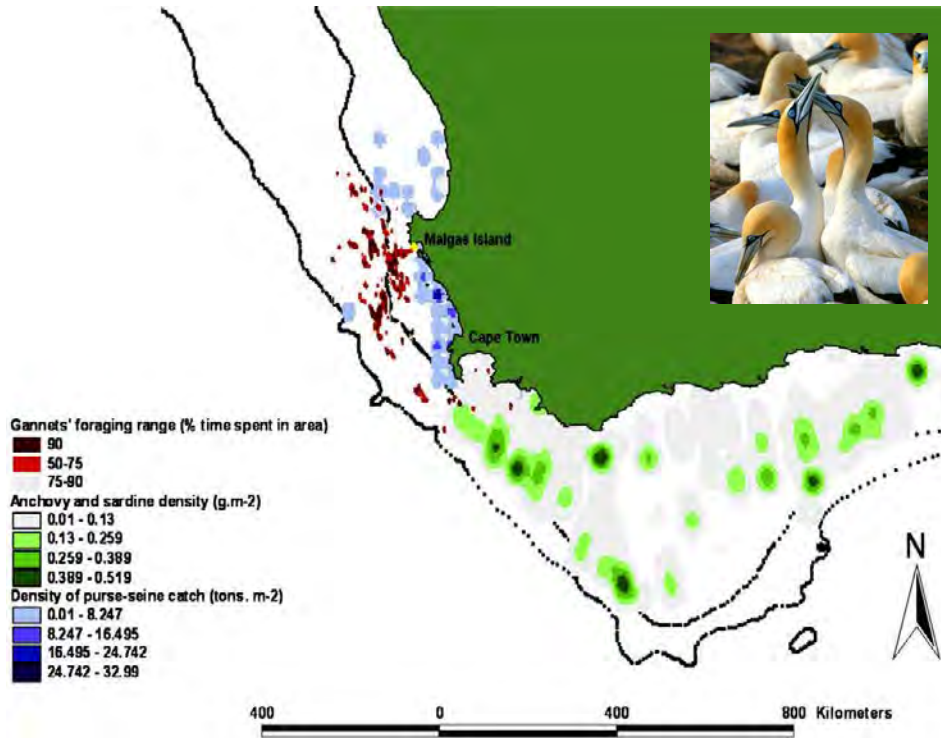 Malgas Island
Cape Town
Gannets' foraging range (% time spent in area)
90
50-75
75-90
Anchovy and sardine density (g.m-2)
0.01 - 0.13
0.13 - 0.259
0.259 - 0.389
0.389 - 0.519
Density of purse-seine catch (tons. m-2)
0.01 - 8.247
8.247 - 16.495
16.495 - 24.742
24.742 - 32.99
N
400 0 400 800 Kilometers